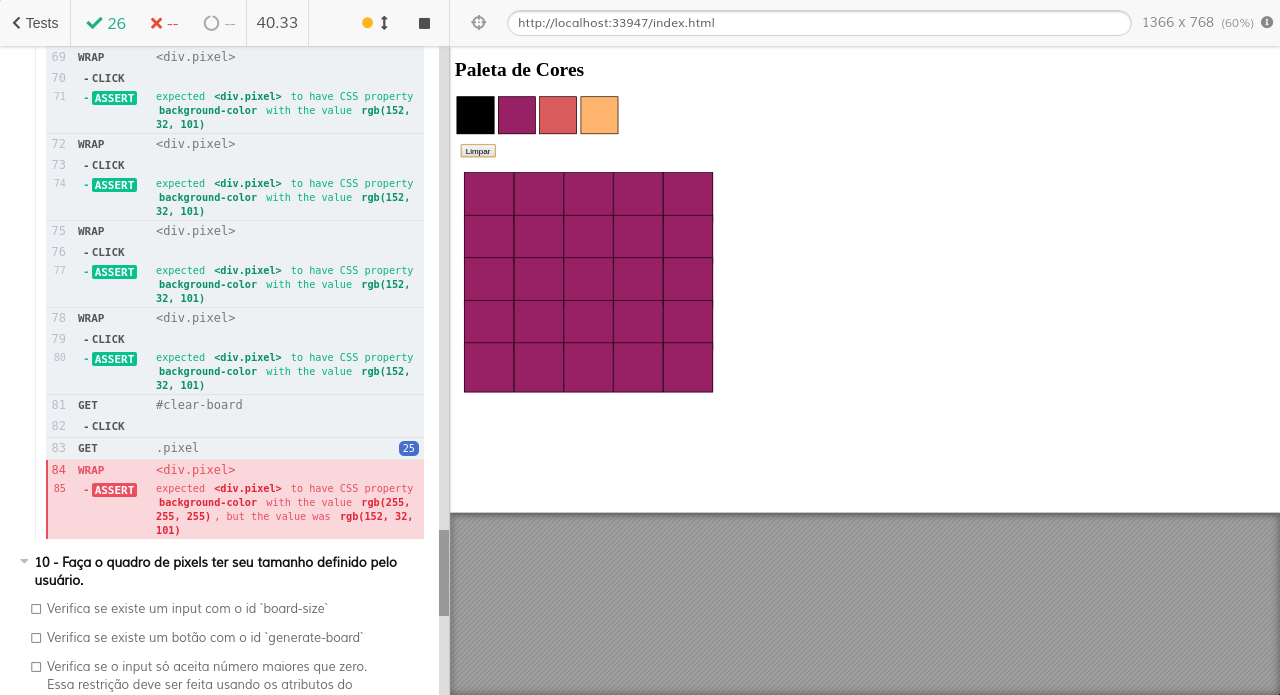 Tests 26 -- -- 40.33 http://localhost:33947/index.html 1366 x 768 (60%)
69 WRAP <div.pixel>
70 - CLICK
71 - ASSERT expected <div.pixel> to have CSS property
background-color with the value rgb(152,
32, 101)
72 WRAP <div.pixel>
73 - CLICK
74 - ASSERT expected <div.pixel> to have CSS property
background-color with the value rgb(152,
32, 101)
75 WRAP <div.pixel>
76 - CLICK
77 - ASSERT expected <div.pixel> to have CSS property
background-color with the value rgb(152,
32, 101)
78 WRAP <div.pixel>
79 - CLICK
80 - ASSERT expected <div.pixel> to have CSS property
background-color with the value rgb(152,
32, 101)
81 GET #clear-board
82 - CLICK
83 GET .pixel 25
84 WRAP <div.pixel>
85 - ASSERT expected <div.pixel> to have CSS property
background-color with the value rgb(255,
255, 255) , but the value was rgb(152, 32,
101)
10 - Faça o quadro de pixels ter seu tamanho definido pelo
usuário.
Verifica se existe um input com o id `board-size`
Verifica se existe um botão com o id `generate-board`
Verifica se o input só aceita número maiores que zero.
Essa restrição deve ser feita usando os atributos do
Paleta de Cores
Limpar